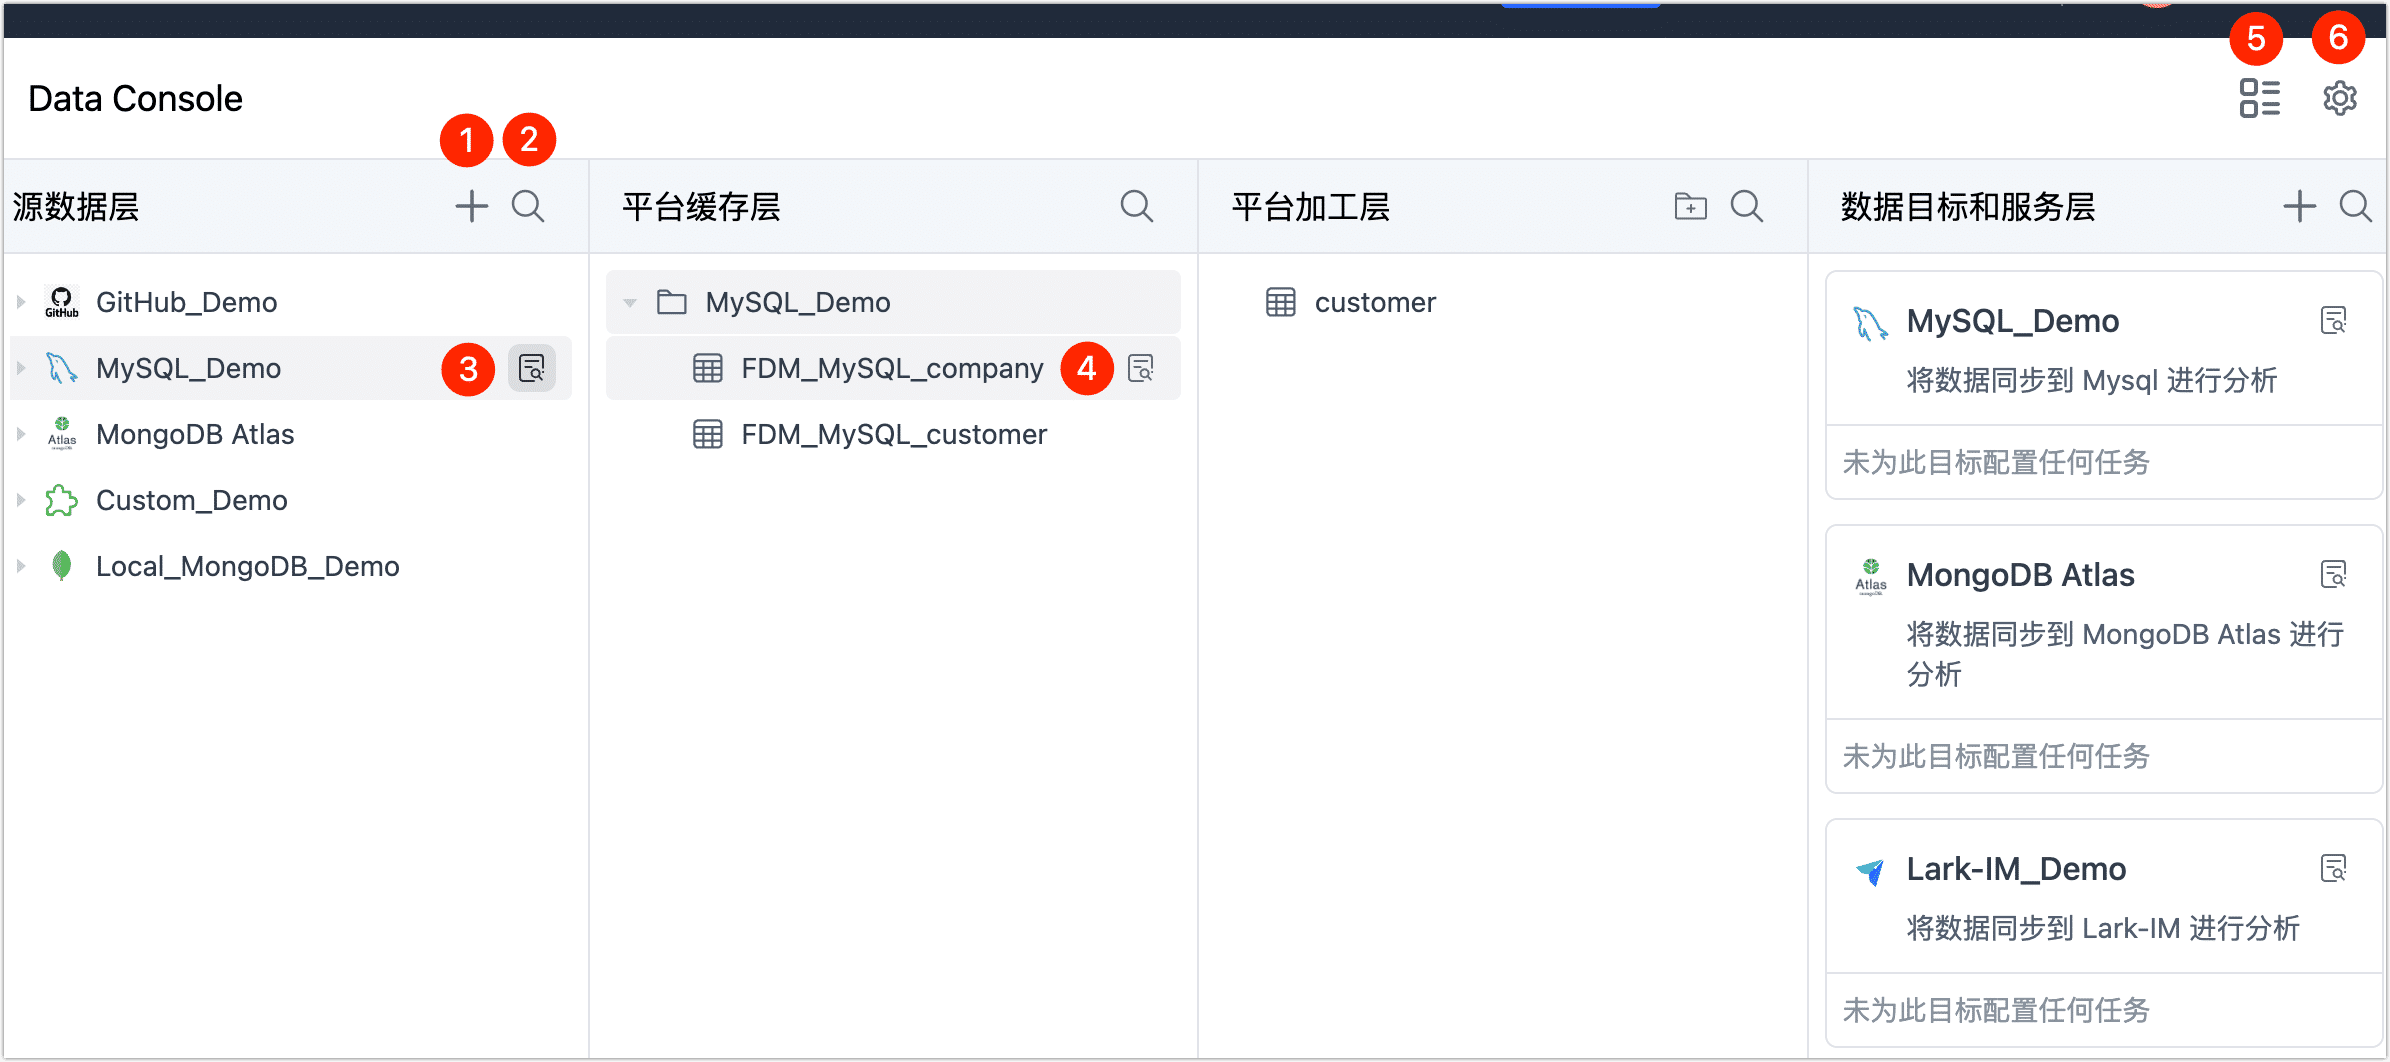 5
6
Data Console
1
2
源数据层
平台缓存层
平台加工层
数据目标和服务层
GitHub
GitHub_Demo
MySQL_Demo
3
Atlas
MongoDB Atlas
Custom_Demo
Local_MongoDB_Demo
MySQL_Demo
FDM_MySQL_company
4
FDM_MySQL_customer
customer
MySQL_Demo
将数据同步到 Mysql 进行分析
未为此目标配置任何任务
Atlas
MongoDB Atlas
将数据同步到 MongoDB Atlas 进行
分析
未为此目标配置任何任务
Lark-IM_Demo
将数据同步到 Lark-IM 进行分析
未为此目标配置任何任务